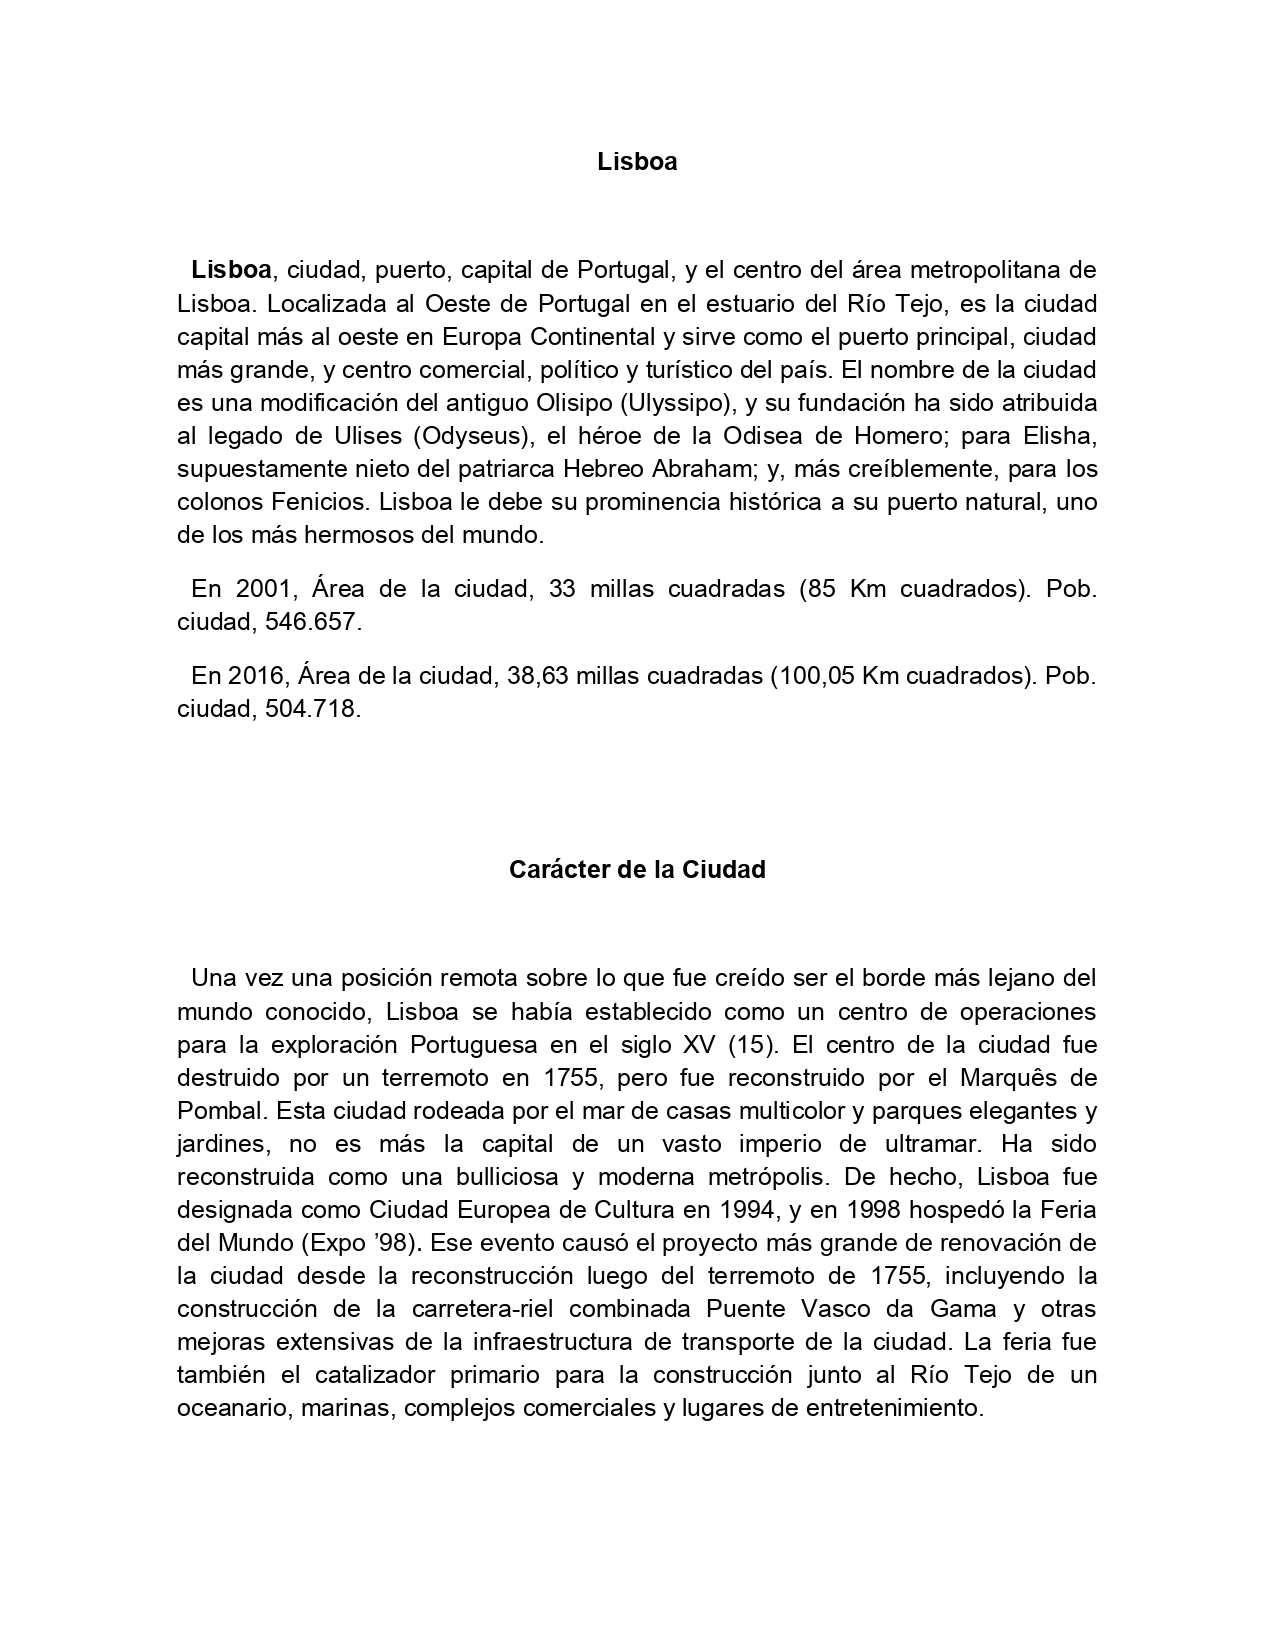 Lisboa
Lisboa, ciudad, puerto, capital de Portugal, y el centro del área metropolitana de
Lisboa. Localizada al Oeste de Portugal en el estuario del Río Tejo, es la ciudad
capital más al oeste en Europa Continental y sirve como el puerto principal, ciudad
más grande, y centro comercial, político y turístico del país. El nombre de la ciudad
es una modificación del antiguo Olisipo (Ulyssipo), y su fundación ha sido atribuida
al legado de Ulises (Odyseus), el héroe de la Odisea de Homero; para Elisha,
supuestamente nieto del patriarca Hebreo Abraham; y, más creíblemente, para los
colonos Fenicios. Lisboa le debe su prominencia histórica a su puerto natural, uno
de los más hermosos del mundo.
En 2001, Área de la ciudad, 33 millas cuadradas (85 Km cuadrados). Pob.
ciudad, 546.657.
En 2016, Área de la ciudad, 38,63 millas cuadradas (100,05 Km cuadrados). Pob.
ciudad, 504.718.
Carácter de la Ciudad
Una vez una posición remota sobre lo que fue creído ser el borde más lejano del
mundo conocido, Lisboa se había establecido como un centro de operaciones
para la exploración Portuguesa en el siglo XV (15). El centro de la ciudad fue
destruido por un terremoto en 1755, pero fue reconstruido por el Marquês de
Pombal. Esta ciudad rodeada por el mar de casas multicolor y parques elegantes y
jardines, no es más la capital de un vasto imperio de ultramar. Ha sido
reconstruida como una bulliciosa y moderna metrópolis. De hecho, Lisboa fue
designada como Ciudad Europea de Cultura en 1994, y en 1998 hospedó la Feria
del Mundo (Expo ’98). Ese evento causó el proyecto más grande de renovación de
la ciudad desde la reconstrucción luego del terremoto de 1755, incluyendo la
construcción de la carretera-riel combinada Puente Vasco da Gama y otras
mejoras extensivas de la infraestructura de transporte de la ciudad. La feria fue
también el catalizador primario para la construcción junto al Río Tejo de un
oceanario, marinas, complejos comerciales y lugares de entretenimiento.